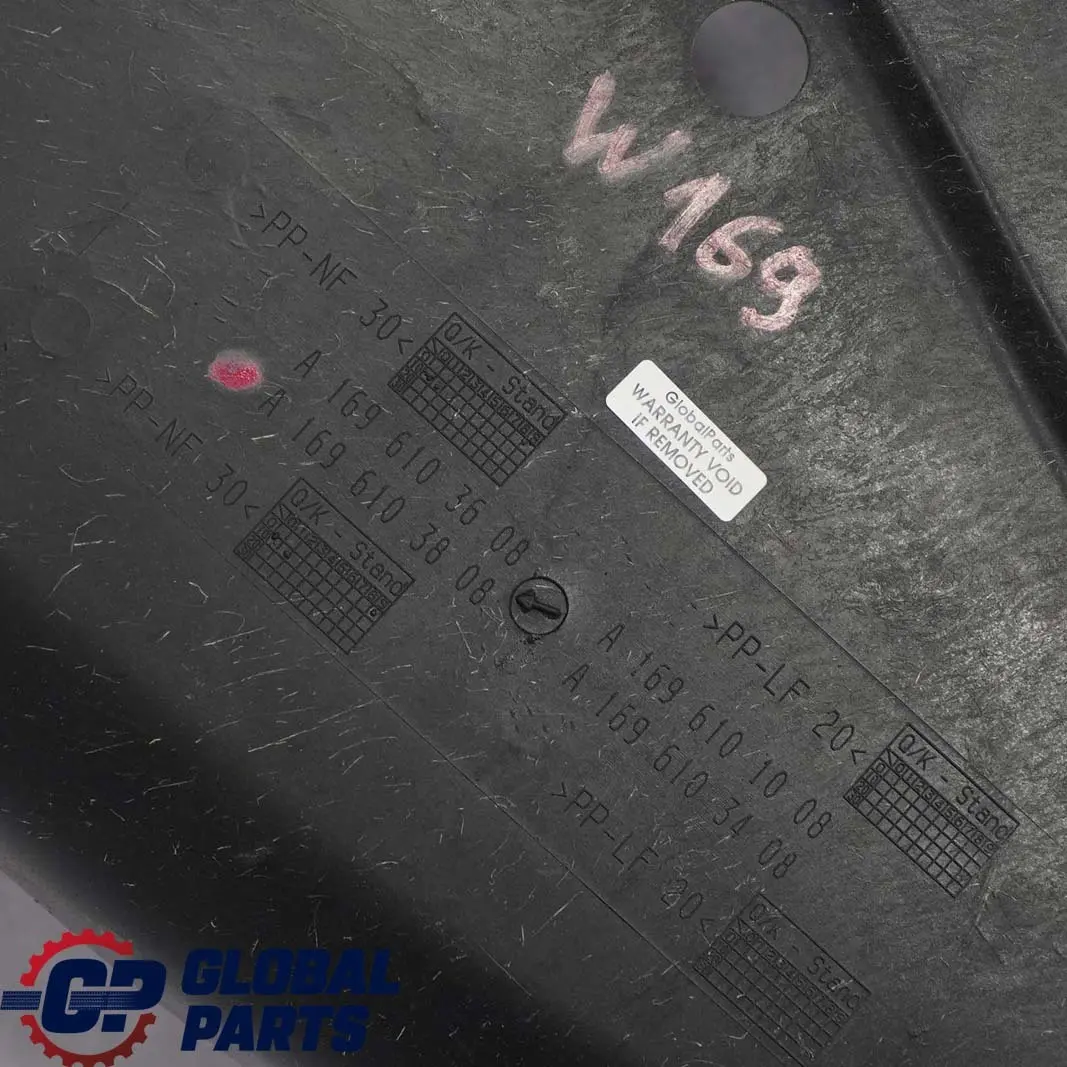 W169
>PP-NF 30<
O/K - Stand
A 169 610 36 08
A 169 610 38 08
>PP-NF 30<
O/K - Stand
GlobalParts
WARRANTY VOID
IF REMOVED
>PP-LF 20<
O/K - Stand
A 169 610 10 08
A 169 610 34 08
>PP-LF 20<
O/K - Stand
GP GLOBAL
PARTS